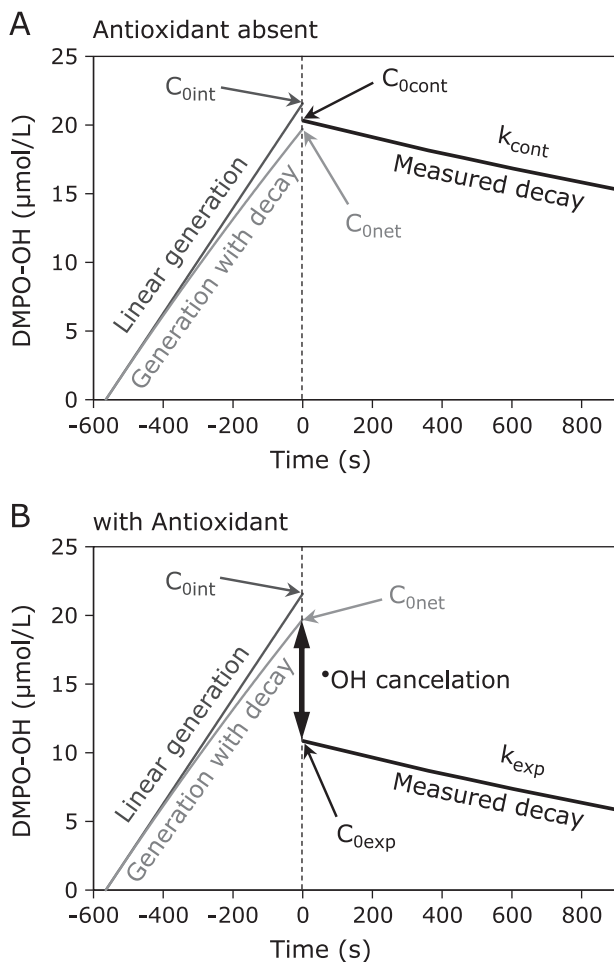 A
Antioxidant absent
DMPO-OH (µmol/L)
25
20
15
10
5
0
C0int
C0cont
C0net
kcont
Measured decay
Linear generation
Generation with decay
-600 -400 -200 0 200 400 600 800
Time (s)
B
with Antioxidant
DMPO-OH (µmol/L)
25
20
15
10
5
0
C0int
C0net
•OH cancelation
kexp
Measured decay
C0exp
Linear generation
Generation with decay
-600 -400 -200 0 200 400 600 800
Time (s)